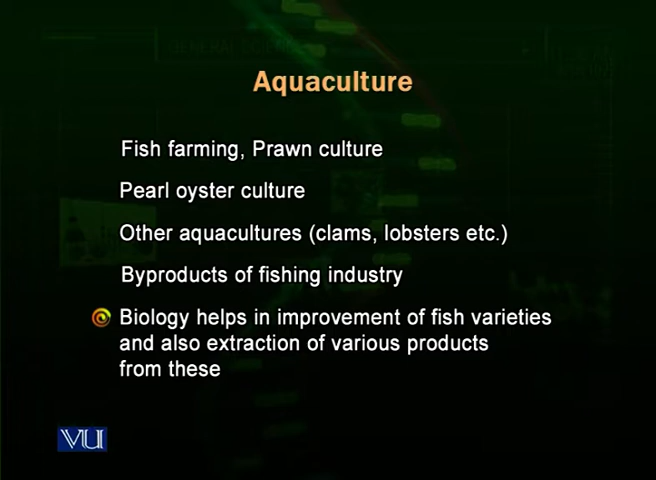 Aquaculture
Fish farming, Prawn culture
Pearl oyster culture
Other aquacultures (clams, lobsters etc.)
Byproducts of fishing industry
Biology helps in improvement of fish varieties
and also extraction of various products
from these
VU